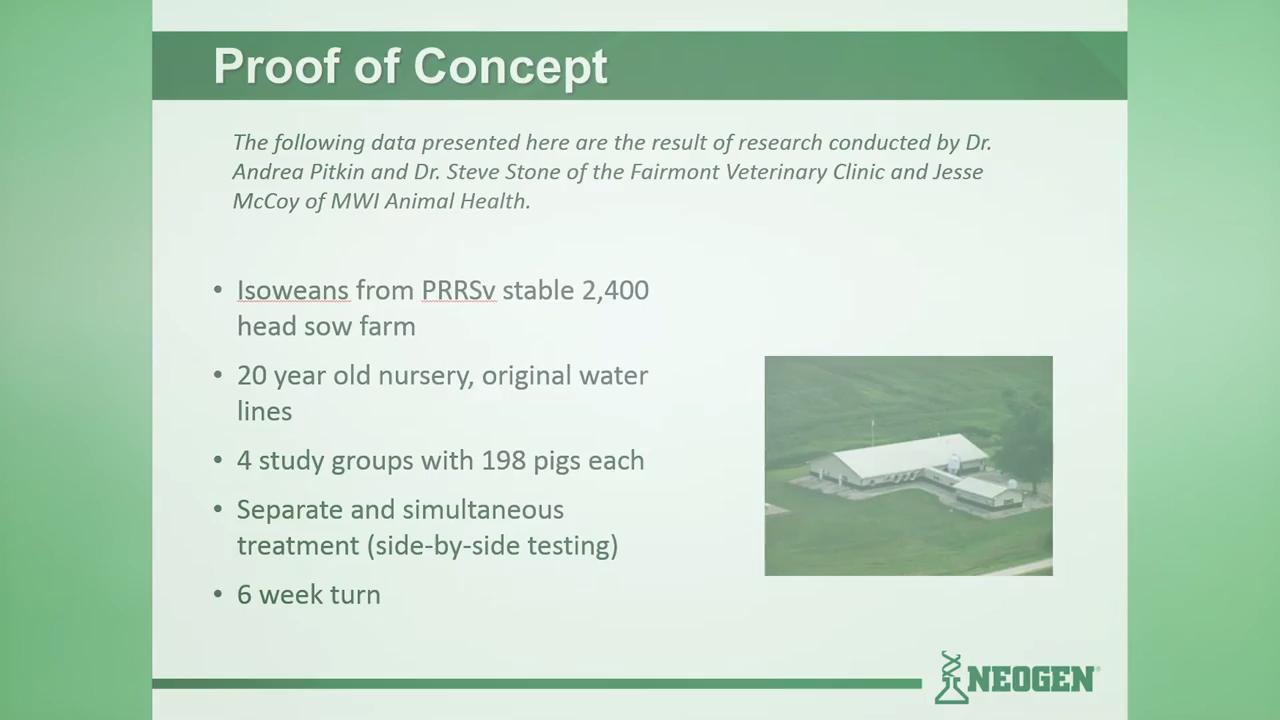 Proof of Concept
The following data presented here are the result of research conducted by Dr.
Andrea Pitkin and Dr. Steve Stone of the Fairmont Veterinary Clinic and Jesse
McCoy of MWI Animal Health.
• Isoweans from PRRSv stable 2,400
head sow farm
• 20 year old nursery, original water
lines
• 4 study groups with 198 pigs each
• Separate and simultaneous
treatment (side-by-side testing)
• 6 week turn
NEOGEN®